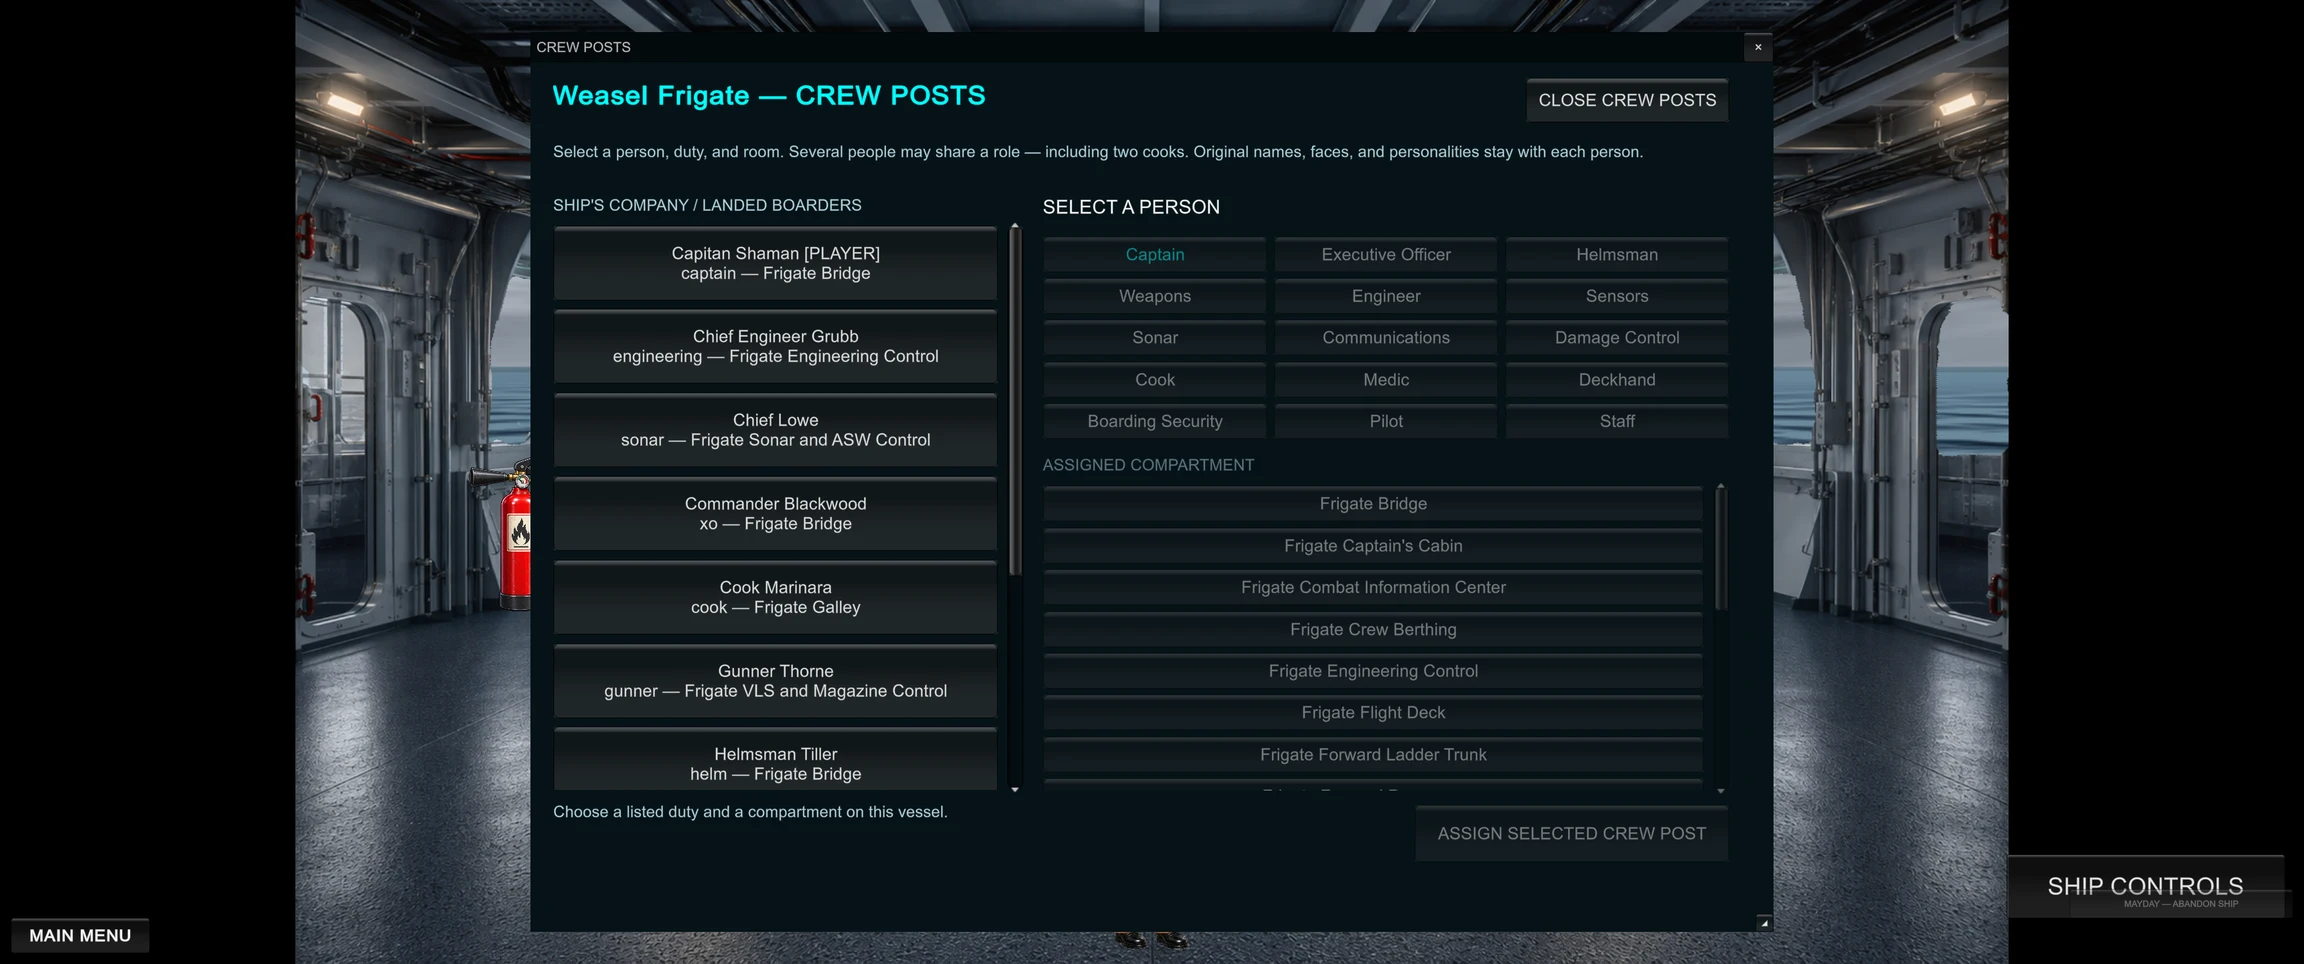 CREW POSTS
×
Weasel Frigate — CREW POSTS
CLOSE CREW POSTS
Select a person, duty, and room. Several people may share a role — including two cooks. Original names, faces, and personalities stay with each person.
SHIP'S COMPANY / LANDED BOARDERS
Capitan Shaman [PLAYER]
captain — Frigate Bridge
Chief Engineer Grubb
engineering — Frigate Engineering Control
Chief Lowe
sonar — Frigate Sonar and ASW Control
Commander Blackwood
xo — Frigate Bridge
Cook Marinara
cook — Frigate Galley
Gunner Thorne
gunner — Frigate VLS and Magazine Control
Helmsman Tiller
helm — Frigate Bridge
Choose a listed duty and a compartment on this vessel.
SELECT A PERSON
Captain
Executive Officer
Helmsman
Weapons
Engineer
Sensors
Sonar
Communications
Damage Control
Cook
Medic
Deckhand
Boarding Security
Pilot
Staff
ASSIGNED COMPARTMENT
Frigate Bridge
Frigate Captain's Cabin
Frigate Combat Information Center
Frigate Crew Berthing
Frigate Engineering Control
Frigate Flight Deck
Frigate Forward Ladder Trunk
ASSIGN SELECTED CREW POST
MAIN MENU
SHIP CONTROLS
MAYDAY — ABANDON SHIP